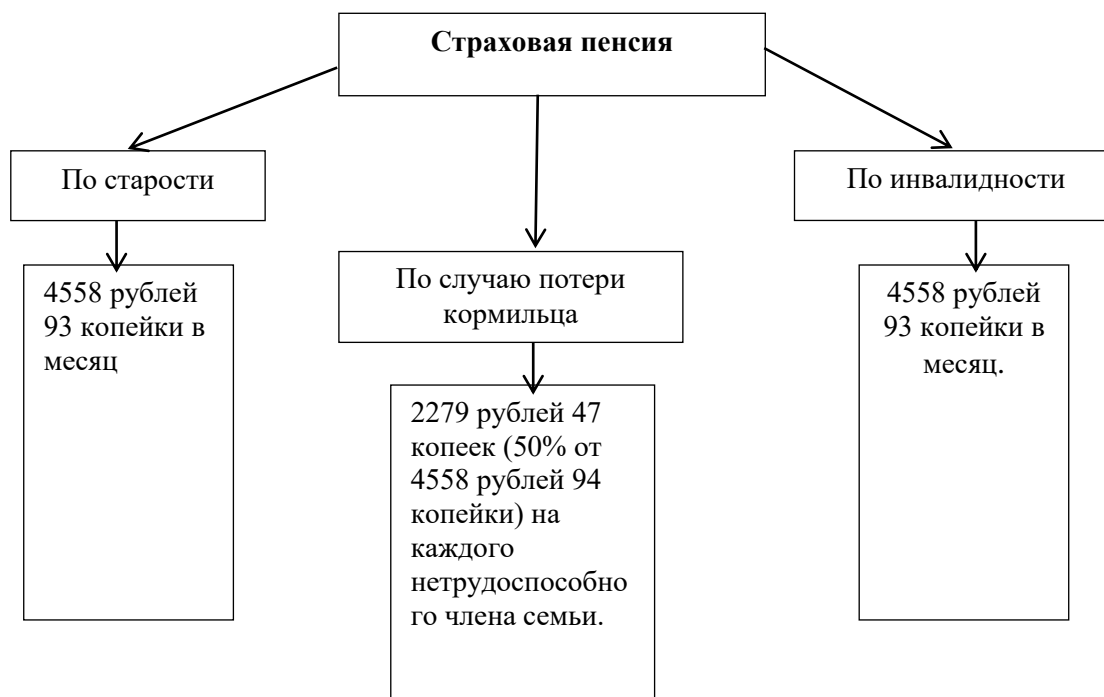 Страховая пенсия
По старости
4558 рублей
93 копейки в
месяц
По случаю потери
кормильца
2279 рублей 47
копеек (50% от
4558 рублей 94
копейки) на
каждого
нетрудоспособно
го члена семьи.
По инвалидности
4558 рублей
93 копейки в
месяц.